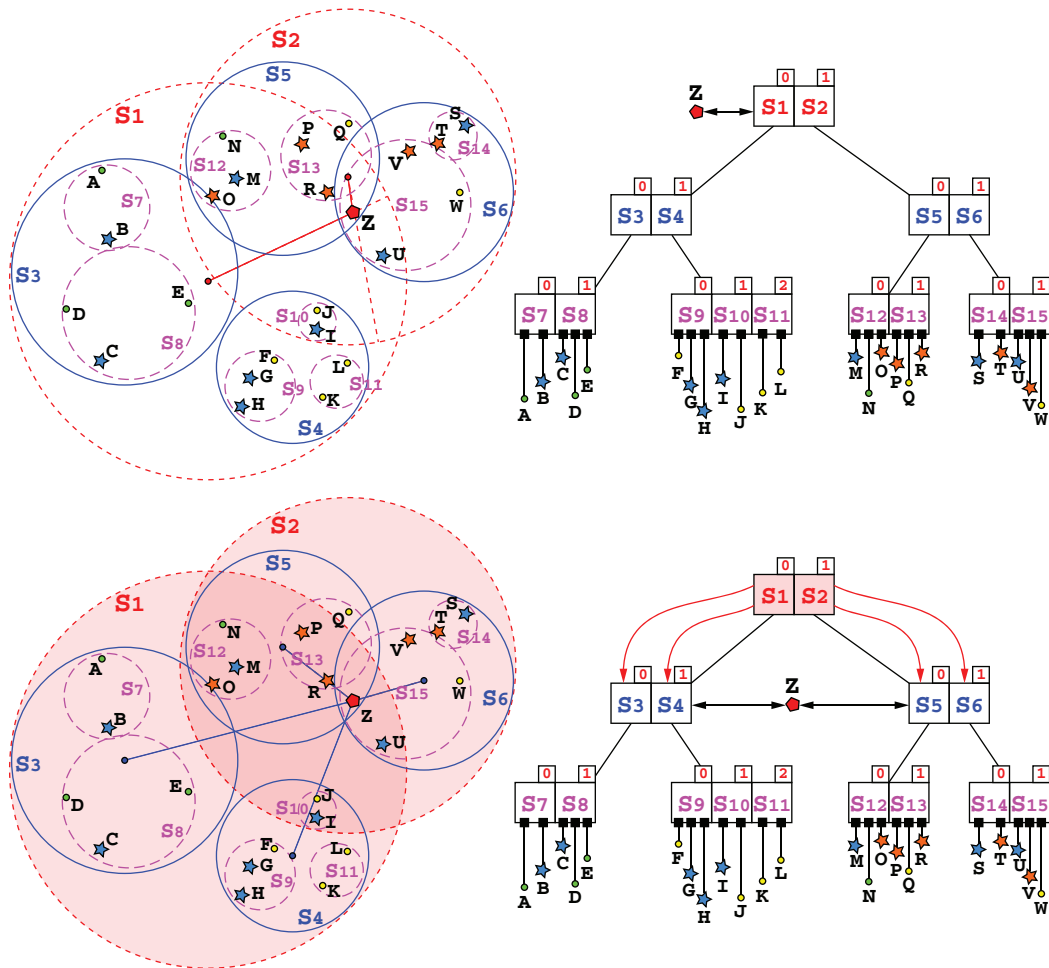 S2
S5
S1
P
Q
S
T
S14
N
S12
S13
V
M
A
S7
O
R
S15
W
B
Z
S6
U
S3
E
D
S8
S10
J
I
C
F
L
G
S9
S11
H
K
S4
0 1
Z
S1 S2
0 1
0 1
S3 S4
S5 S6
0 1
0 1 2
0 1
0 1
S7 S8
S9 S10 S11
S12 S13
S14 S15
A B C D E
F G H I J K L
M N O P Q R
S T U V W
S2
S5
S1
N
P
Q
S
T
S14
S12
S13
V
M
A
S7
O
R
S15
W
B
Z
S6
U
S3
E
D
S8
S10
J
I
C
F
L
G
S9
S11
H
K
S4
0 1
S1 S2
0 1
Z
0 1
S3 S4
S5 S6
0 1
0 1 2
0 1
0 1
S7 S8
S9 S10 S11
S12 S13
S14 S15
A B C D E
F G H I J K L
M N O P Q R
S T U V W